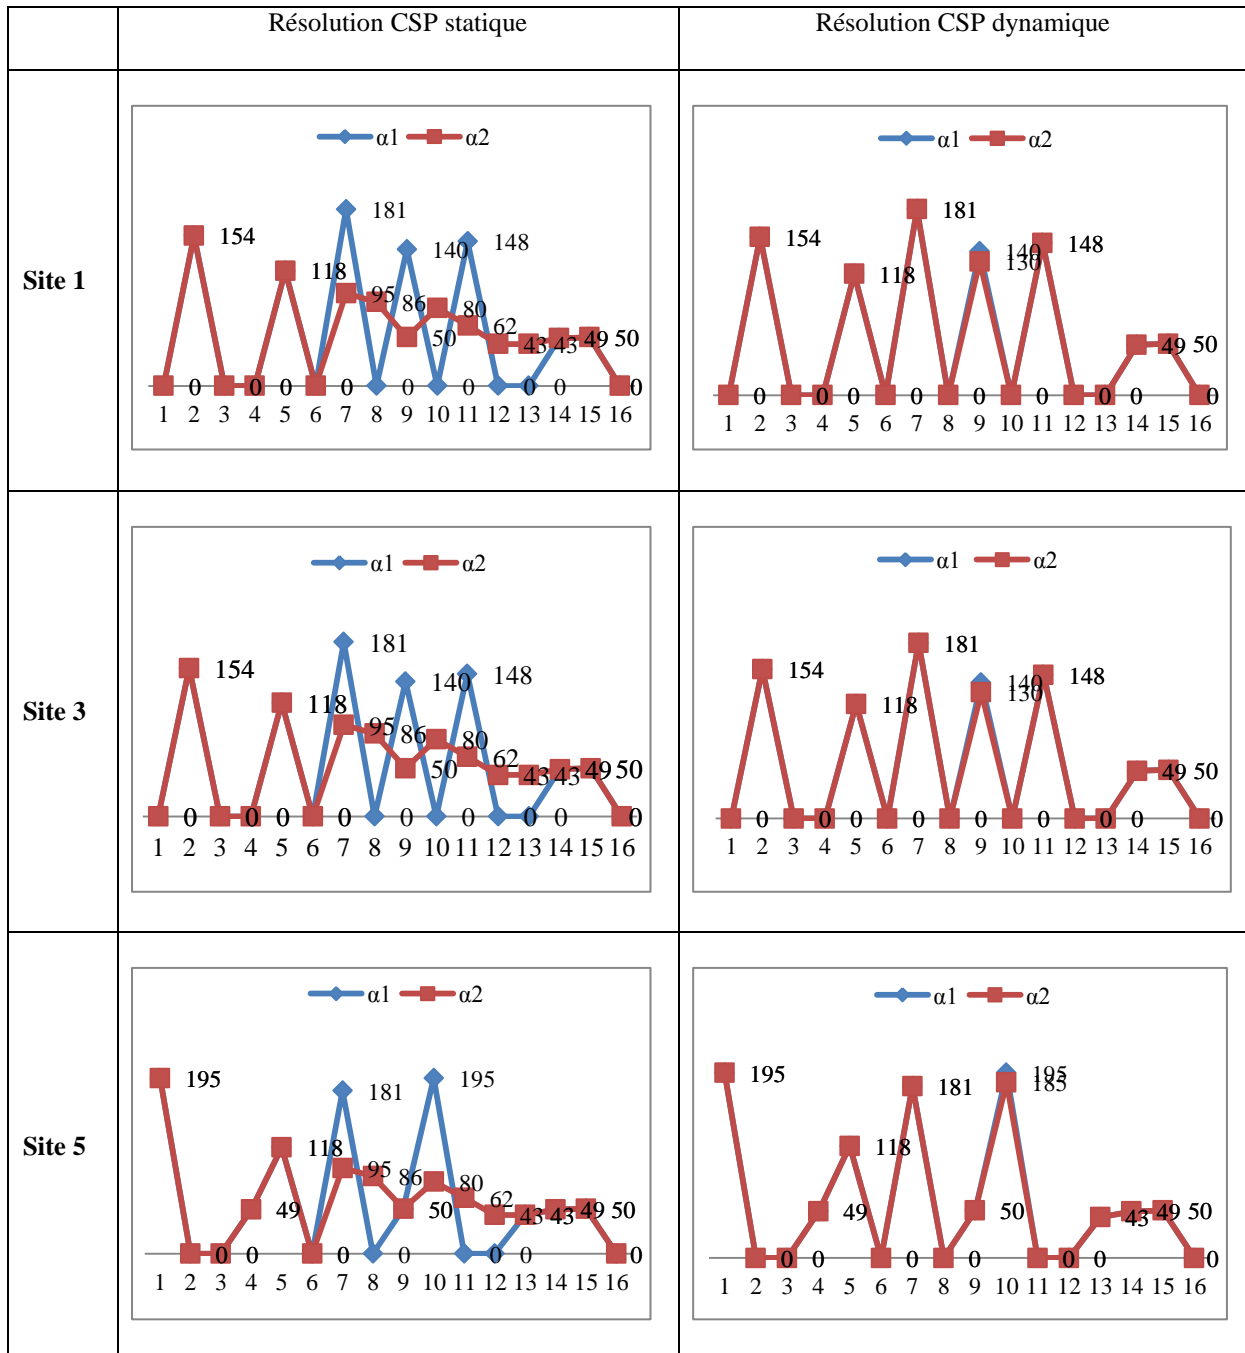 Résolution CSP statique
Résolution CSP dynamique
Site 1
α1 α2
154 118 181 95 86 140 50 80 148 62 43 43 49 50
0 0 0 0 0 0 0 0 0
1 2 3 4 5 6 7 8 9 10 11 12 13 14 15 16
α1 α2
154 118 181 140 130 148 49 50
0 0 0 0 0 0 0 0 0
1 2 3 4 5 6 7 8 9 10 11 12 13 14 15 16
Site 3
α1 α2
154 118 181 95 86 140 50 80 148 62 43 43 49 50
0 0 0 0 0 0 0 0 0
1 2 3 4 5 6 7 8 9 10 11 12 13 14 15 16
α1 α2
154 118 181 140 130 148 49 50
0 0 0 0 0 0 0 0 0
1 2 3 4 5 6 7 8 9 10 11 12 13 14 15 16
Site 5
α1 α2
195 49 118 181 95 86 50 195 80 62 43 43 49 50
0 0 0 0 0 0 0
1 2 3 4 5 6 7 8 9 10 11 12 13 14 15 16
α1 α2
195 49 118 181 50 195 185 43 49 50
0 0 0 0 0 0 0
1 2 3 4 5 6 7 8 9 10 11 12 13 14 15 16